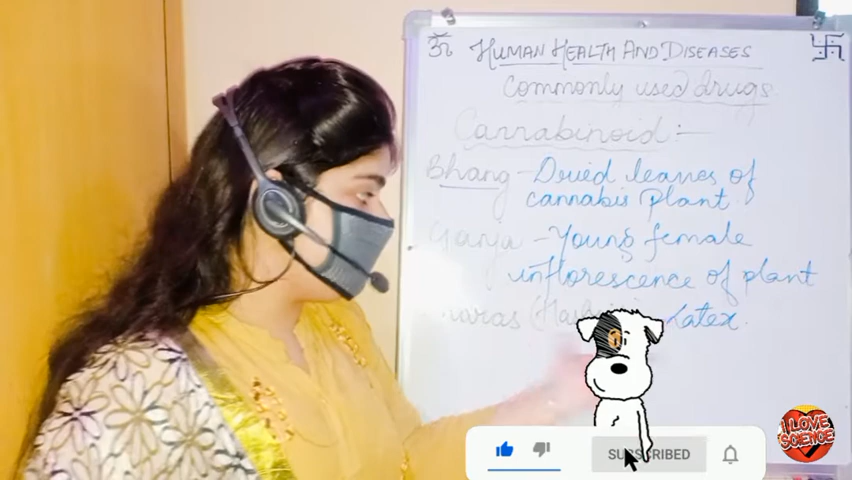 ॐ HUMAN HEALTH AND DISEASES 卐
Commonly used drugs
Cannabinoid :-
Bhang - Dried leaves of
cannabis plant.
Ganja - Young female
inflorescence of plant
Latex.
SUBSCRIBED
I LOVE
SCIENCE